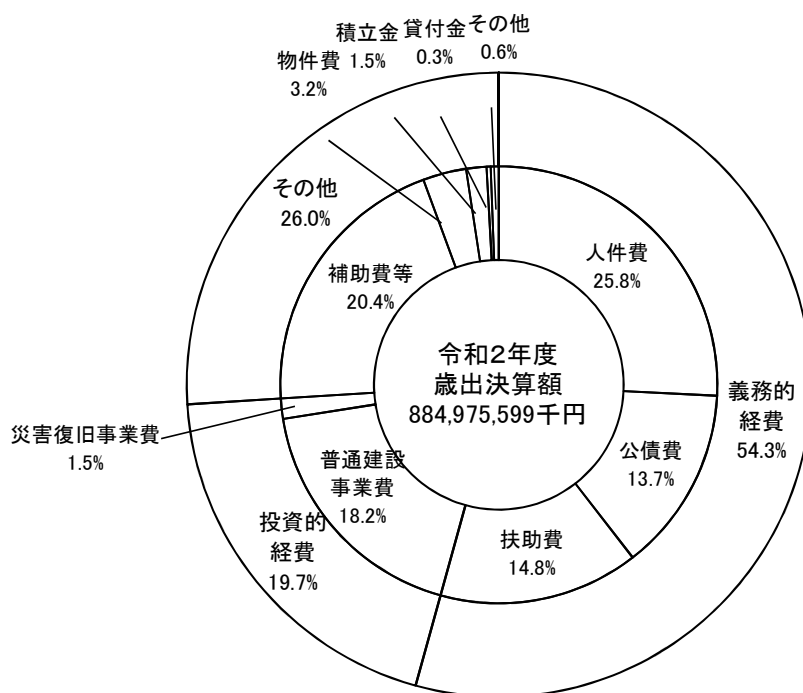 積立金
1.5%
貸付金
0.3%
その他
0.6%
物件費
3.2%
その他
26.0%
人件費
25.8%
補助費等
20.4%
令和2年度
歳出決算額
884,975,599千円
義務的
経費
54.3%
災害復旧事業費
1.5%
公債費
13.7%
普通建設
事業費
18.2%
投資的
経費
19.7%
扶助費
14.8%